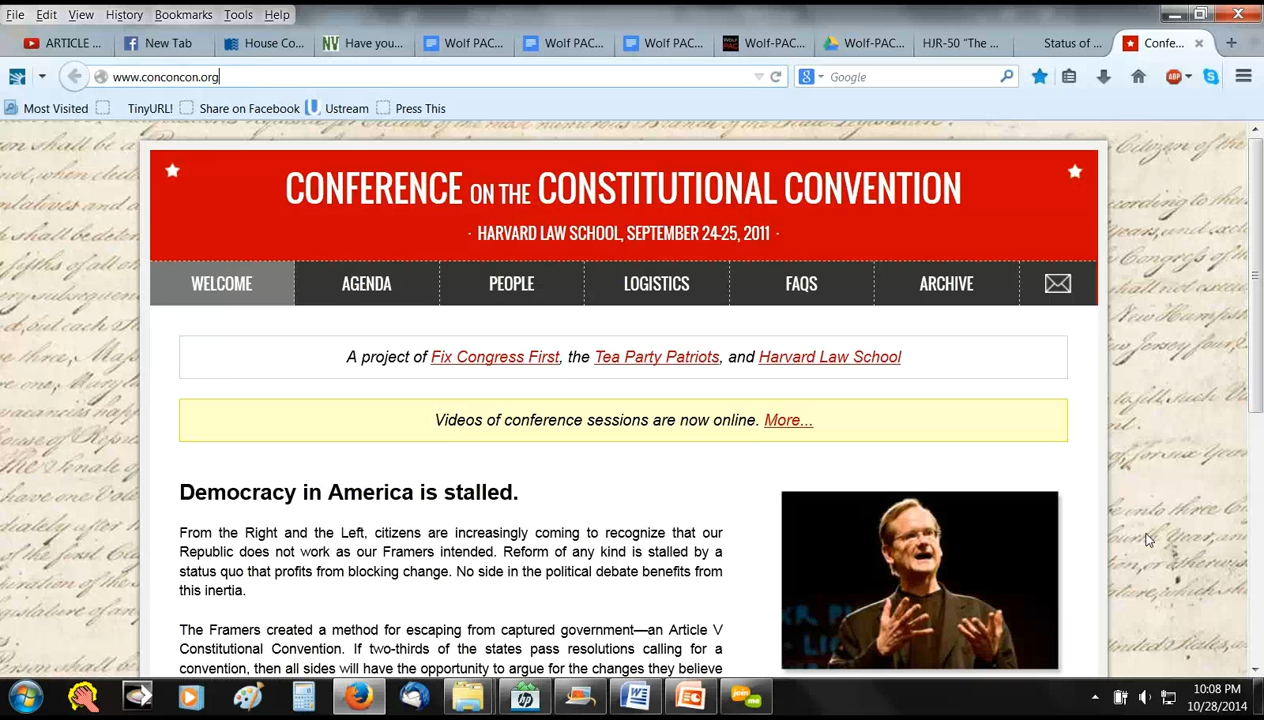 File Edit View History Bookmarks Tools Help
ARTICLE ... New Tab House Co... Have you... Wolf PAC... Wolf PAC... Wolf PAC... Wolf-PAC... Wolf-PAC... HJR-50 "The ... Status of ... Confe...
www.conconcon.org Google
Most Visited TinyURL! Share on Facebook Ustream Press This
CONFERENCE ON THE CONSTITUTIONAL CONVENTION
· HARVARD LAW SCHOOL, SEPTEMBER 24-25, 2011 ·
WELCOME AGENDA PEOPLE LOGISTICS FAQS ARCHIVE
A project of Fix Congress First, the Tea Party Patriots, and Harvard Law School
Videos of conference sessions are now online. More...
Democracy in America is stalled.
From the Right and the Left, citizens are increasingly coming to recognize that our
Republic does not work as our Framers intended. Reform of any kind is stalled by a
status quo that profits from blocking change. No side in the political debate benefits from
this inertia.
The Framers created a method for escaping from captured government—an Article V
Constitutional Convention. If two-thirds of the states pass resolutions calling for a
convention, then all sides will have the opportunity to argue for the changes they believe
10:08 PM
10/28/2014